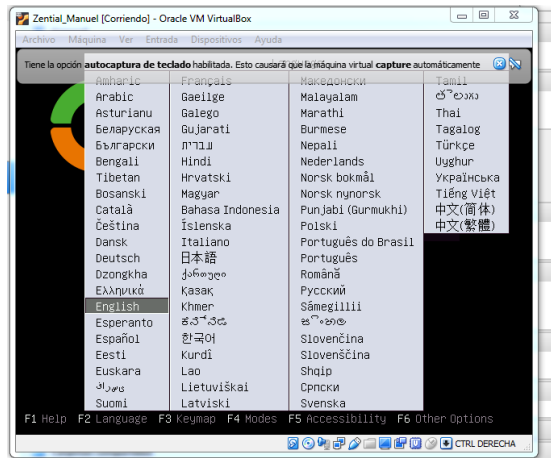 Zential_Manuel [Corriendo] - Oracle VM VirtualBox
Archivo Máquina Ver Entrada Dispositivos Ayuda
Tiene la opción autocaptura de teclado habilitada. Esto causará que la máquina virtual capture automáticamente
Amharic
Arabic
Asturianu
Беларуская
Български
Bengali
Tibetan
Bosanski
Català
Čeština
Dansk
Deutsch
Dzongkha
Ελληνικά
English
Esperanto
Español
Eesti
Euskara
Suomi
Français
Gaeilge
Galego
Gujarati
עברית
Hindi
Hrvatski
Magyar
Bahasa Indonesia
Íslenska
Italiano
日本語
ქართული
Қазақ
Khmer
ಕನ್ನಡ
한국어
Kurdî
Lao
Lietuviškai
Latviski
Македонски
Malayalam
Marathi
Burmese
Nepali
Nederlands
Norsk bokmål
Norsk nynorsk
Punjabi (Gurmukhi)
Polski
Português do Brasil
Português
Română
Русский
Sámegillii
සිංහල
Slovenčina
Slovenščina
Shqip
Српски
Svenska
Tamil
తెలుగు
Thai
Tagalog
Türkçe
Uyghur
Українська
Tiếng Việt
中文(简体)
中文(繁體)
F1 Help F2 Language F3 Keymap F4 Modes F5 Accessibility F6 Other Options
CTRL DERECHA